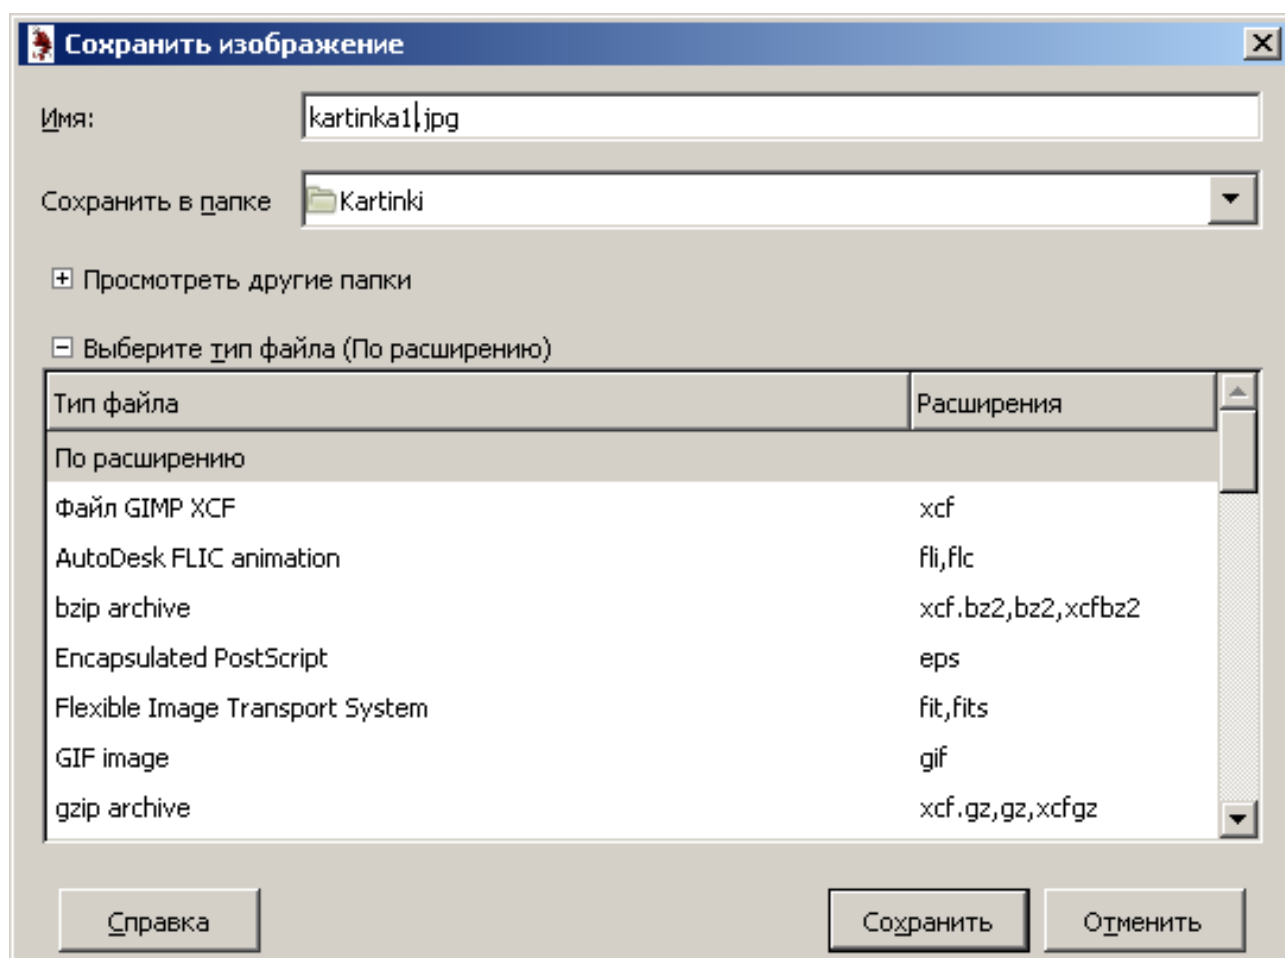 Сохранить изображение
Имя: kartinka1.jpg
Сохранить в папке Kartinki
Просмотреть другие папки
Выберите тип файла (По расширению)
Тип файла Расширения
По расширению
Файл GIMP XCF xcf
AutoDesk FLIC animation fli,flc
bzip archive xcf.bz2,bz2,xcfbz2
Encapsulated PostScript eps
Flexible Image Transport System fit,fits
GIF image gif
gzip archive xcf.gz,gz,xcfgz
Справка Сохранить Отменить